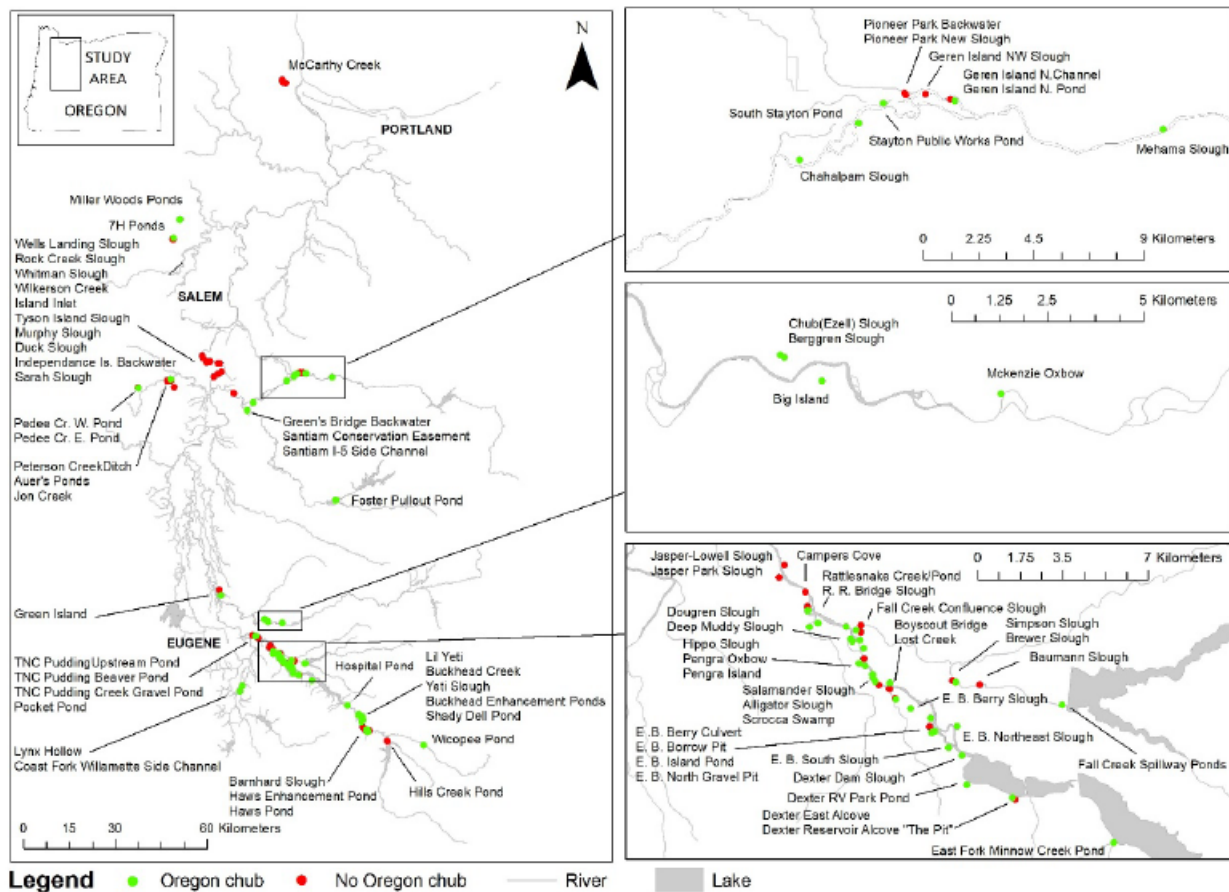 STUDY
AREA
OREGON
N
McCarthy Creek
PORTLAND
Miller Woods Ponds
7H Ponds
Wells Landing Slough
Rock Creek Slough
Whitman Slough
Wilkerson Creek
Island Inlet
Tyson Island Slough
Murphy Slough
Duck Slough
Independance Is. Backwater
Sarah Slough
SALEM
Pedee Cr. W. Pond
Pedee Cr. E. Pond
Peterson CreekDitch
Auer's Ponds
Jon Creek
Green's Bridge Backwater
Santiam Conservation Easement
Santiam I-5 Side Channel
Foster Pullout Pond
Green Island
EUGENE
TNC PuddingUpstream Pond
TNC Pudding Beaver Pond
TNC Pudding Creek Gravel Pond
Pocket Pond
Lynx Hollow
Coast Fork Willamette Side Channel
Hospital Pond
Lil Yeti
Buckhead Creek
Yeti Slough
Buckhead Enhancement Ponds
Shady Dell Pond
Wicopee Pond
Barnhard Slough
Haws Enhancement Pond
Haws Pond
Hills Creek Pond
0 30 60 Kilometers
Pioneer Park Backwater
Pioneer Park New Slough
Geren Island NW Slough
Geren Island N.Channel
Geren Island N. Pond
South Stayton Pond
Stayton Public Works Pond
Mehama Slough
Chahalpam Slough
0 2.25 4.5 9 Kilometers
0 1.25 2.5 5 Kilometers
Chub(Ezell) Slough
Berggren Slough
Mckenzie Oxbow
Big Island
Jasper-Lowell Slough
Jasper Park Slough
Campers Cove
0 1.75 3.5 7 Kilometers
Rattlesnake Creek/Pond
R. R. Bridge Slough
Dougren Slough
Deep Muddy Slough
Fall Creek Confluence Slough
Boyscout Bridge
Lost Creek
Simpson Slough
Brewer Slough
Baumann Slough
Hippo Slough
Pengra Oxbow
Pengra Island
Salamander Slough
Alligator Slough
Scrocca Swamp
E. B. Berry Slough
E .B. Berry Culvert
E. B. Borrow Pit
E. B. Island Pond
E. B. North Gravel Pit
E. B. Northeast Slough
E. B. South Slough
Fall Creek Spillway Ponds
Dexter Dam Slough
Dexter RV Park Pond
Dexter East Alcove
Dexter Reservoir Alcove "The Pit"
East Fork Minnow Creek Pond
Legend
Oregon chub
No Oregon chub
River
Lake